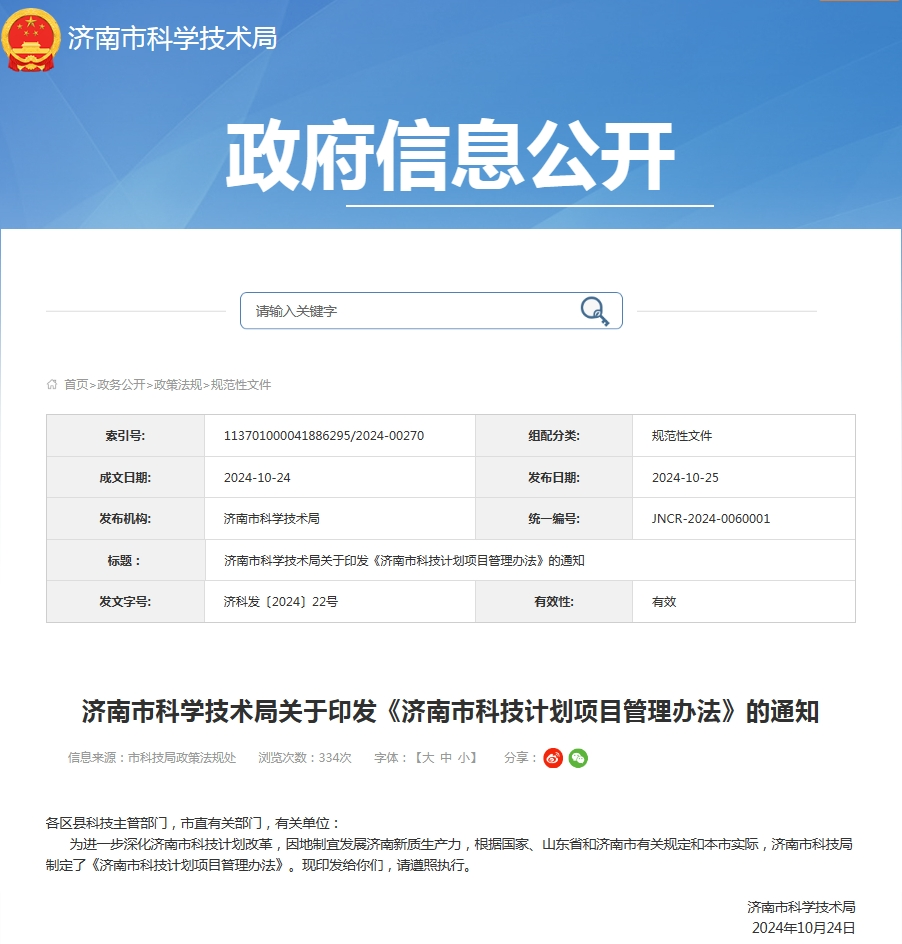 济南市科学技术局
政府信息公开
请输入关键字
首页>政务公开>政策法规>规范性文件
索引号: 113701000041886295/2024-00270 组配分类: 规范性文件
成文日期: 2024-10-24 发布日期: 2024-10-25
发布机构: 济南市科学技术局 统一编号: JNCR-2024-0060001
标题： 济南市科学技术局关于印发《济南市科技计划项目管理办法》的通知
发文字号: 济科发〔2024〕22号 有效性: 有效
济南市科学技术局关于印发《济南市科技计划项目管理办法》的通知
信息来源：市科技局政策法规处 浏览次数：334次 字体：【大 中 小】 分享：
各区县科技主管部门，市直有关部门，有关单位：
为进一步深化济南市科技计划改革，因地制宜发展济南新质生产力，根据国家、山东省和济南市有关规定和本市实际，济南市科技局
制定了《济南市科技计划项目管理办法》。现印发给你们，请遵照执行。
济南市科学技术局
2024年10月24日